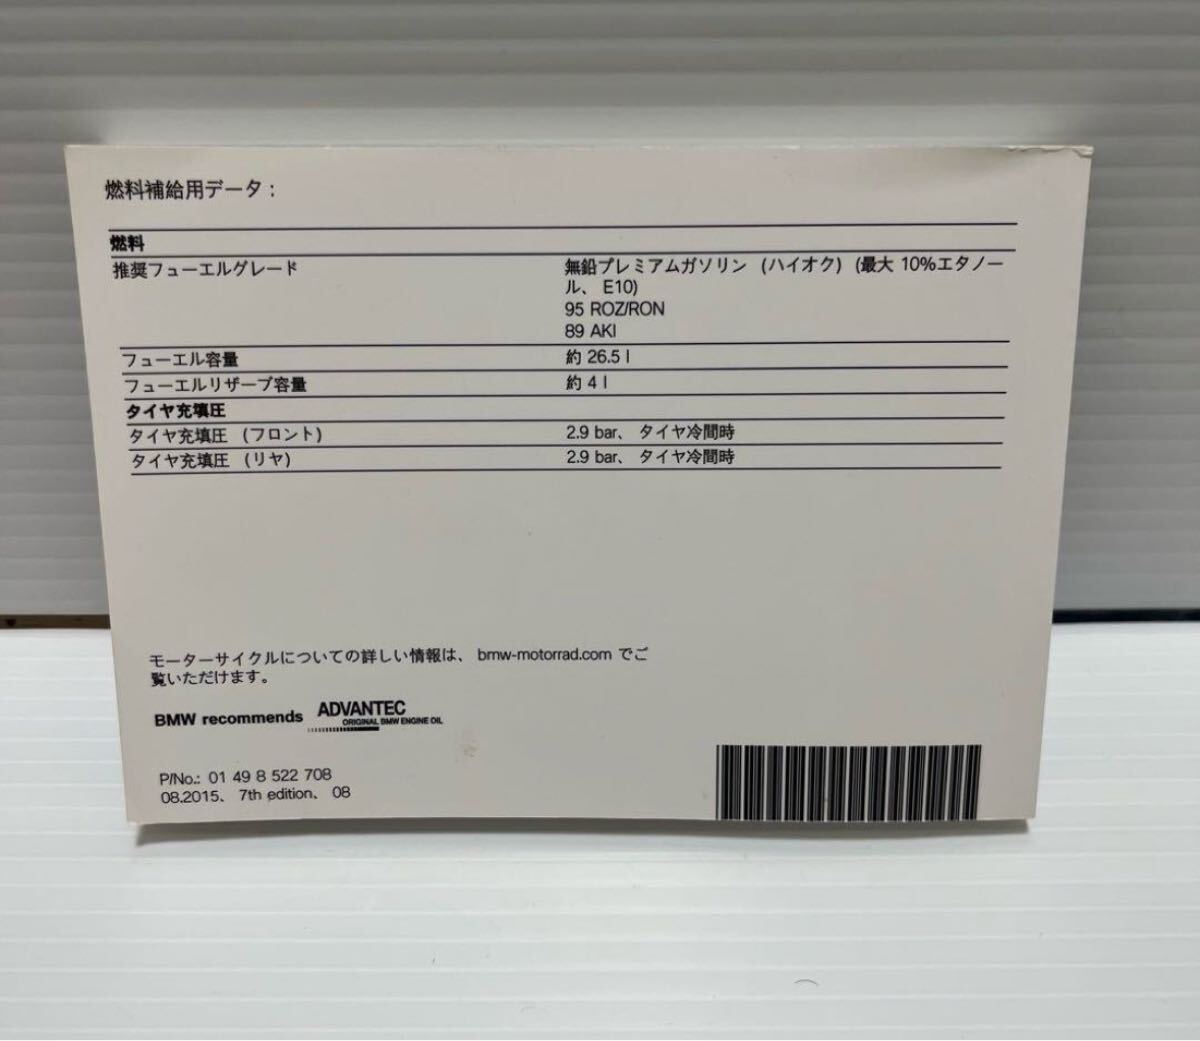 燃料補給用データ：
燃料
推奨フューエルグレード
無鉛プレミアムガソリン (ハイオク) (最大 10%エタノー
ル、 E10)
95 ROZ/RON
89 AKI
フューエル容量 約 26.5 l
フューエルリザーブ容量 約 4 l
タイヤ充填圧
タイヤ充填圧 (フロント) 2.9 bar、 タイヤ冷間時
タイヤ充填圧 (リヤ) 2.9 bar、 タイヤ冷間時
モーターサイクルについての詳しい情報は、 bmw-motorrad.com でご
覧いただけます。
BMW recommends ADVANTEC
ORIGINAL BMW ENGINE OIL
P/No.: 01 49 8 522 708
08.2015、 7th edition、 08